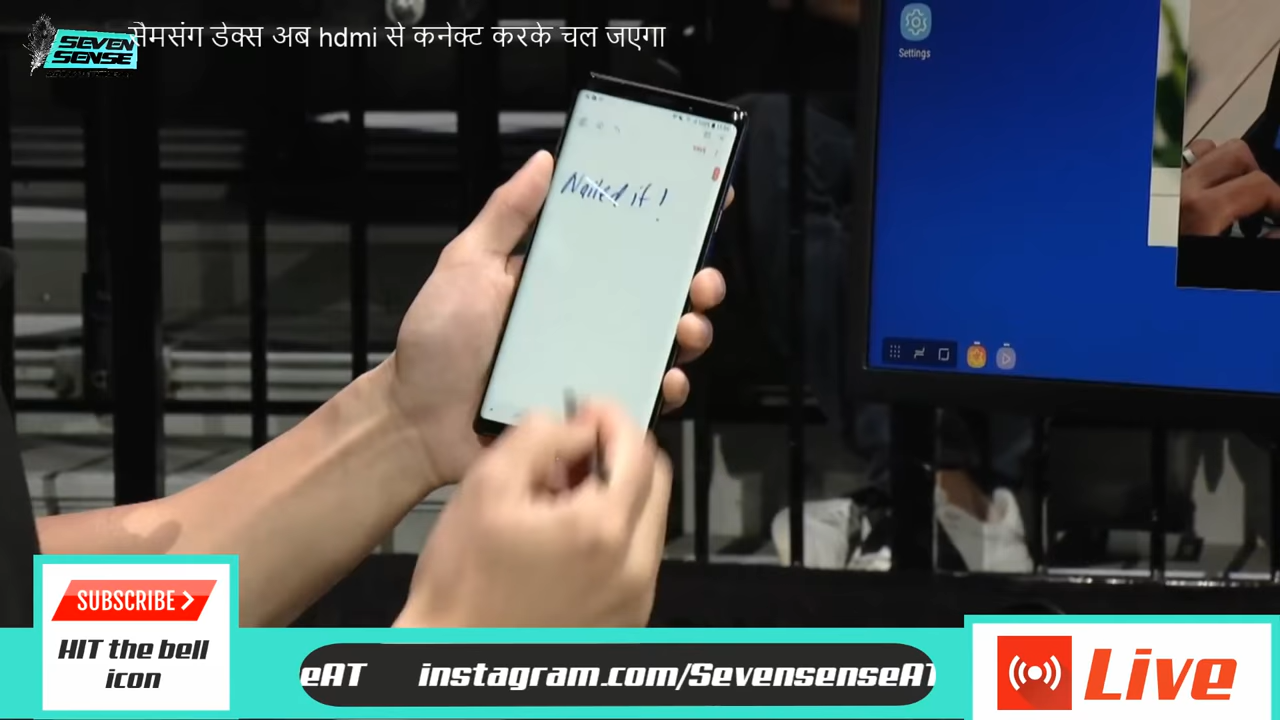 सैमसंग डेक्स अब hdmi से कनेक्ट करके चल जएगा
SEVEN
SENSE
Settings
Nailed it!
SUBSCRIBE
HIT the bell
icon
eAT instagram.com/SevensenseAT
Live